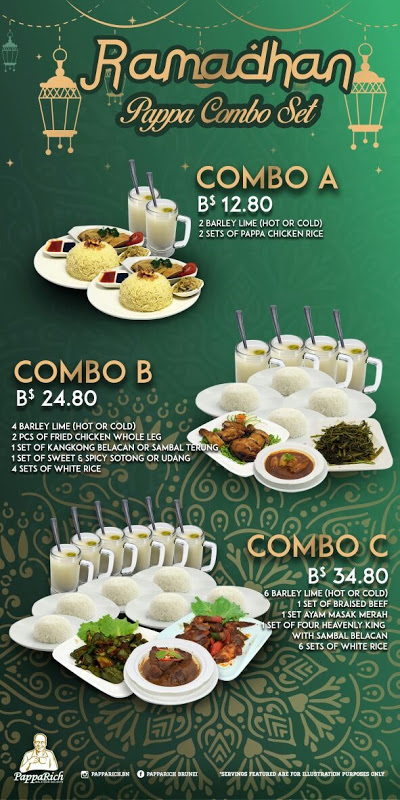 Ramadhan
Pappa Combo Set
COMBO A
B$ 12.80
2 BARLEY LIME (HOT OR COLD)
2 SETS OF PAPPA CHICKEN RICE
COMBO B
B$ 24.80
4 BARLEY LIME (HOT OR COLD)
2 PCS OF FRIED CHICKEN WHOLE LEG
1 SET OF KANGKONG BELACAN OR SAMBAL TERUNG
1 SET OF SWEET & SPICY SOTONG OR UDANG
4 SETS OF WHITE RICE
COMBO C
B$ 34.80
6 BARLEY LIME (HOT OR COLD)
1 SET OF BRAISED BEEF
1 SET AYAM MASAK MERAH
1 SET OF FOUR HEAVENLY KING
WITH SAMBAL BELACAN
6 SETS OF WHITE RICE
PappaRich
PAPPARICH.BN
PAPPARICH BRUNEI
*SERVINGS FEATURED ARE FOR ILLUSTRATION PURPOSES ONLY